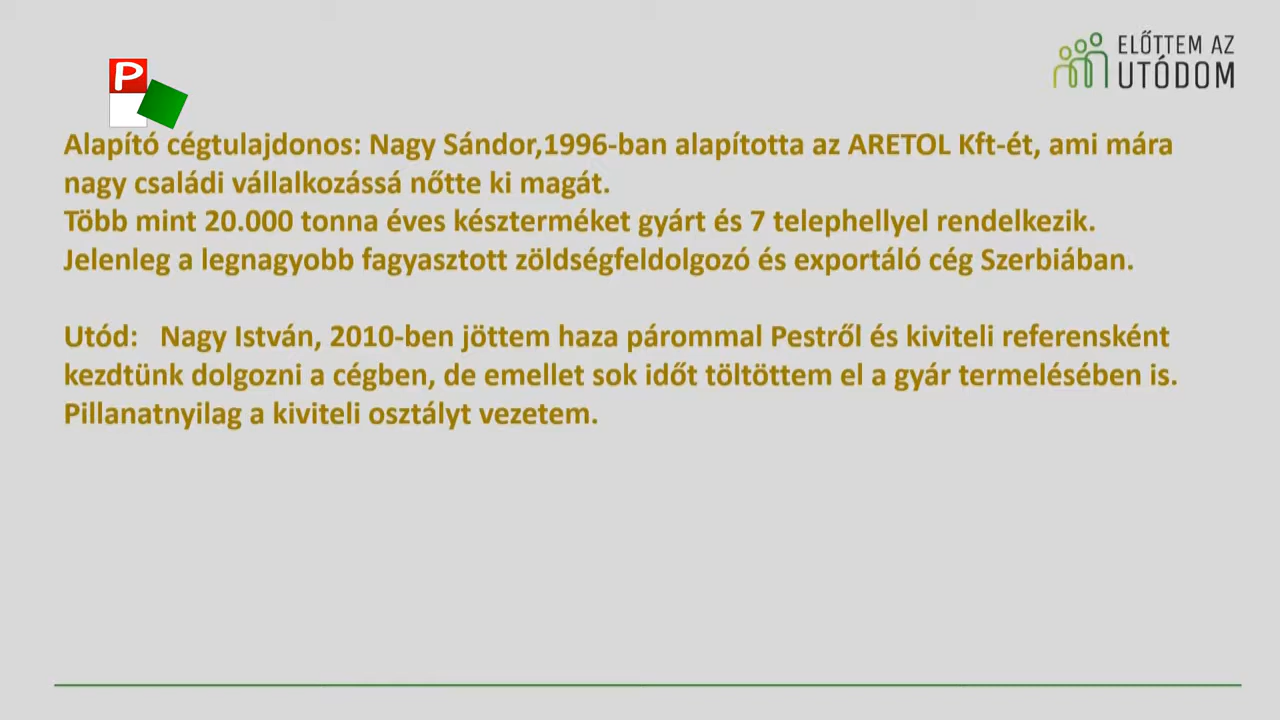 ELŐTTEM AZ
UTÓDOM
P
Alapító cégtulajdonos: Nagy Sándor,1996-ban alapította az ARETOL Kft-ét, ami mára
nagy családi vállalkozássá nőtte ki magát.
Több mint 20.000 tonna éves készterméket gyárt és 7 telephellyel rendelkezik.
Jelenleg a legnagyobb fagyasztott zöldségfeldolgozó és exportáló cég Szerbiában.
Utód: Nagy István, 2010-ben jöttem haza párommal Pestről és kiviteli referensként
kezdtünk dolgozni a cégben, de emellet sok időt töltöttem el a gyár termelésében is.
Pillanatnyilag a kiviteli osztályt vezetem.